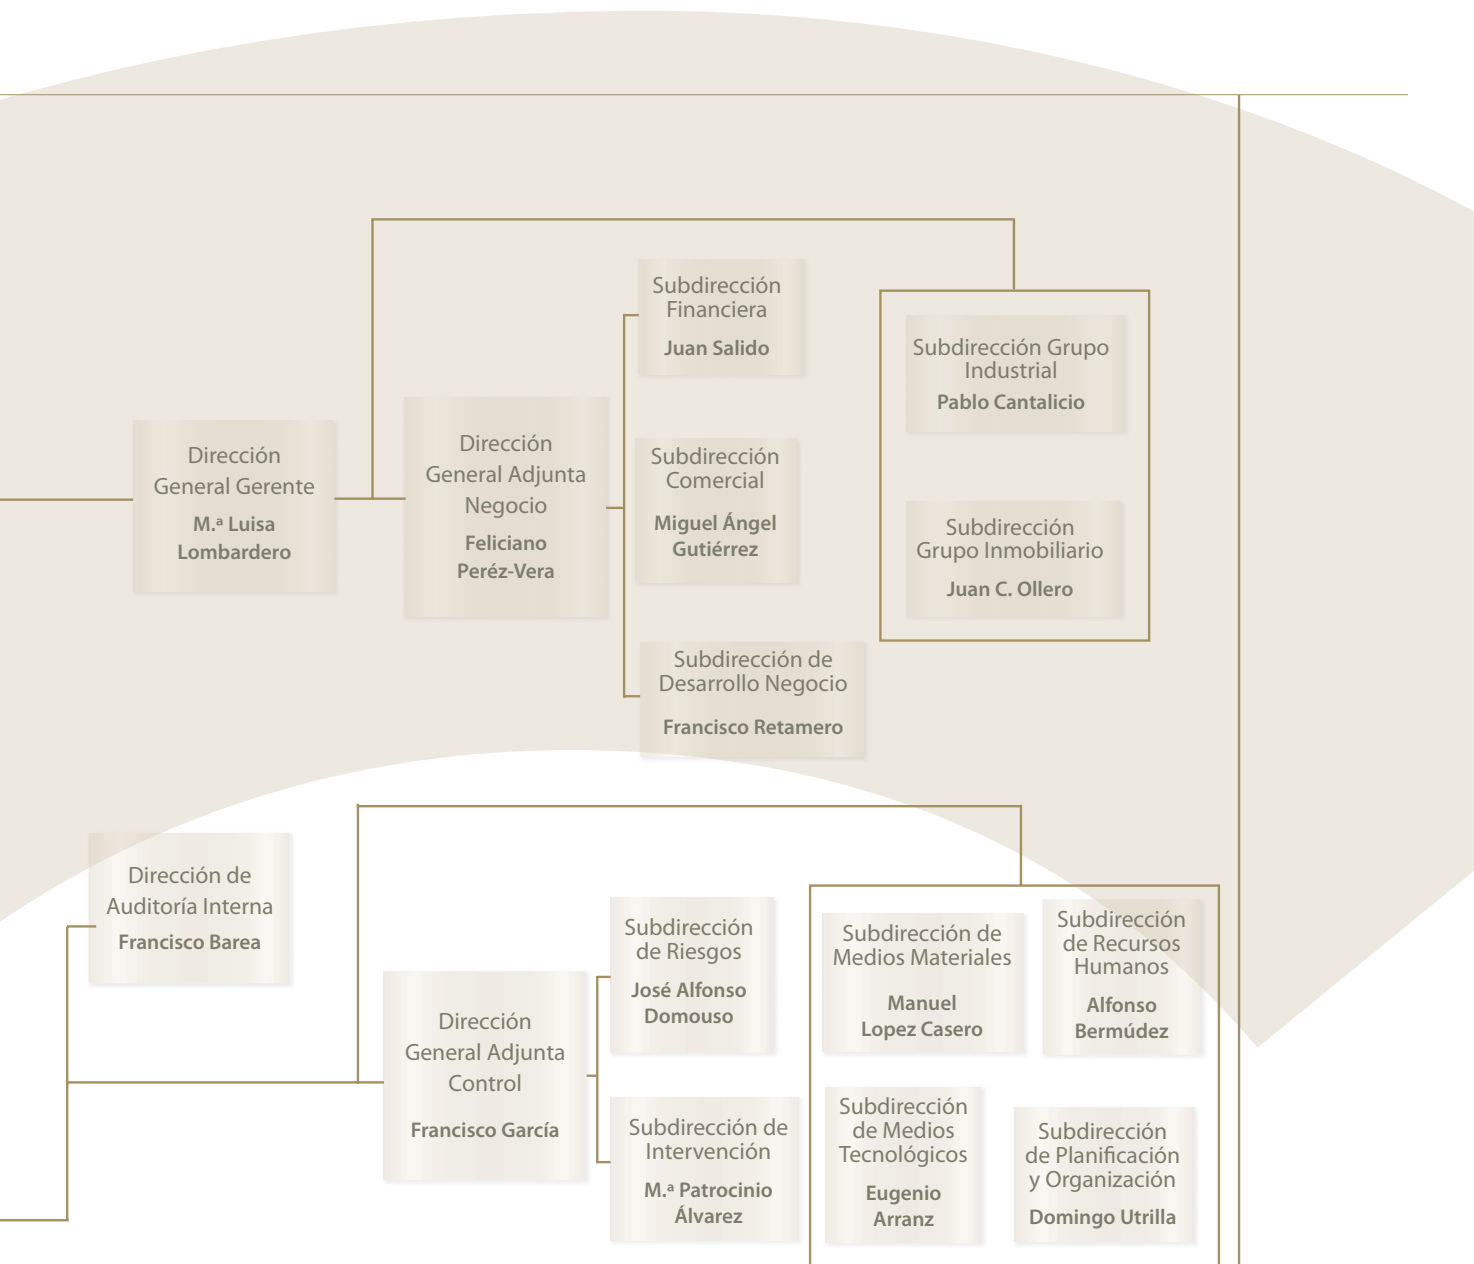 Dirección
General Gerente
M.ª Luisa
Lombardero
Dirección
General Adjunta
Negocio
Feliciano
Peréz-Vera
Subdirección
Financiera
Juan Salido
Subdirección
Comercial
Miguel Ángel
Gutiérrez
Subdirección de
Desarrollo Negocio
Francisco Retamero
Subdirección Grupo
Industrial
Pablo Cantalicio
Subdirección
Grupo Inmobiliario
Juan C. Ollero
Dirección de
Auditoría Interna
Francisco Barea
Dirección
General Adjunta
Control
Francisco García
Subdirección
de Riesgos
José Alfonso
Domouso
Subdirección de
Intervención
M.ª Patrocinio
Álvarez
Subdirección de
Medios Materiales
Manuel
Lopez Casero
Subdirección
de Recursos
Humanos
Alfonso
Bermúdez
Subdirección
de Medios
Tecnológicos
Eugenio
Arranz
Subdirección
de Planificación
y Organización
Domingo Utrilla